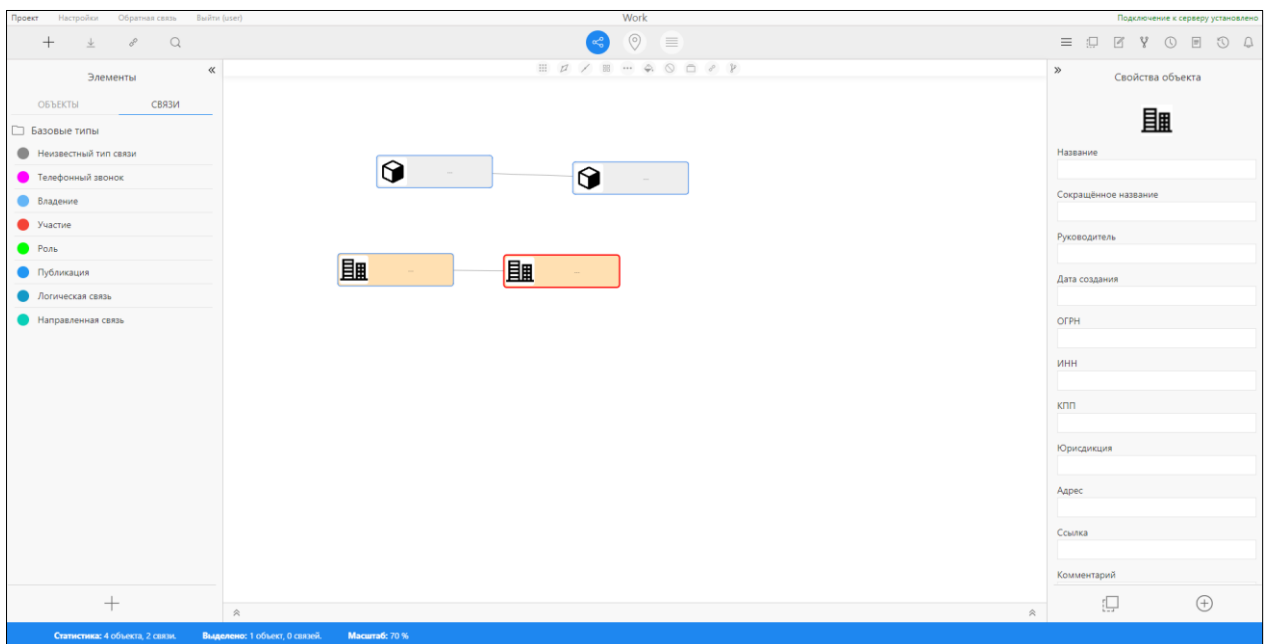 Проект Настройки Обратная связь Выйти (user) Work Подключение к серверу установлено
Элементы
ОБЪЕКТЫ СВЯЗИ
Базовые типы
Неизвестный тип связи
Телефонный звонок
Владение
Участие
Роль
Публикация
Логическая связь
Направленная связь
Свойства объекта
Название
Сокращённое название
Руководитель
Дата создания
ОГРН
ИНН
КПП
Юрисдикция
Адрес
Ссылка
Комментарий
Статистика: 4 объекта, 2 связи. Выделено: 1 объект, 0 связей. Масштаб: 70 %